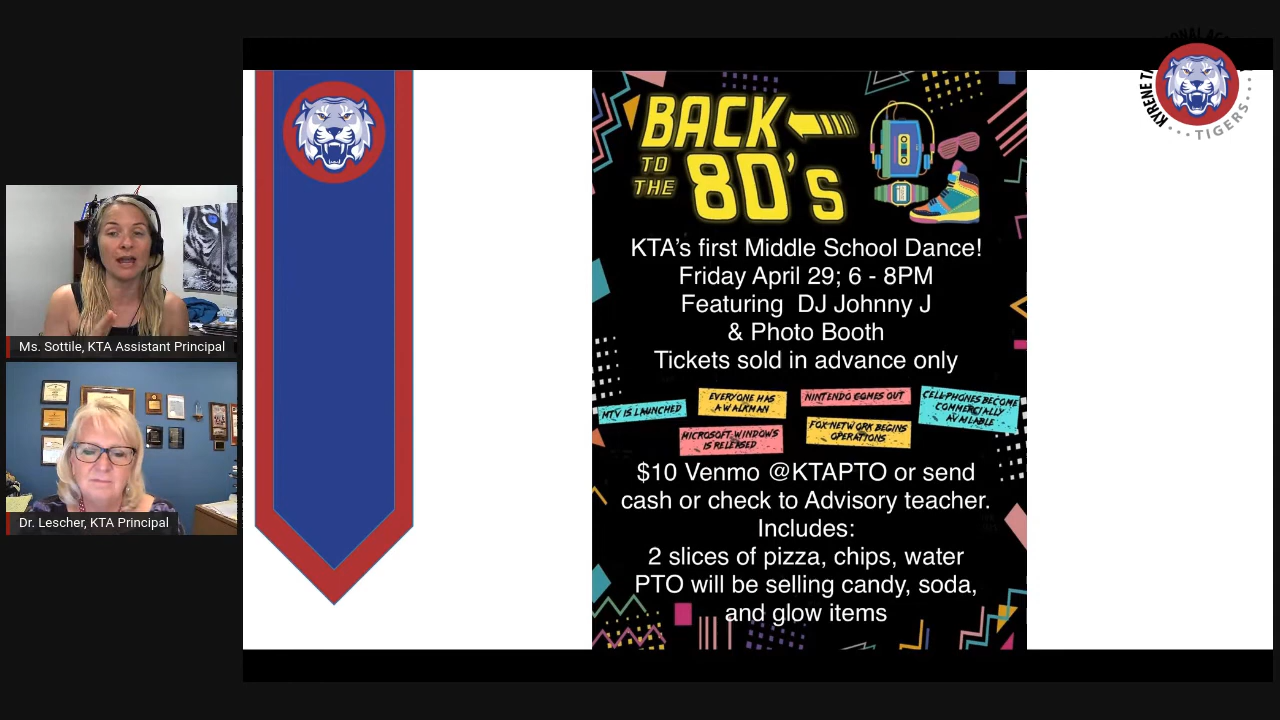 KYRENE
TIGERS
BACK
TO
THE
80's
KTA's first Middle School Dance!
Friday April 29; 6 - 8PM
Featuring DJ Johnny J
& Photo Booth
Tickets sold in advance only
MTV IS LAUNCHED
EVERYONE HAS
A WALKMAN
NINTENDO COMES OUT
CELL PHONES BECOME
COMMERCIALLY
AVAILABLE
MICROSOFT WINDOWS
IS RELEASED
FOX NETWORK BEGINS
OPERATIONS
$10 Venmo @KTAPTO or send
cash or check to Advisory teacher.
Includes:
2 slices of pizza, chips, water
PTO will be selling candy, soda,
and glow items
Ms. Sottile, KTA Assistant Principal
Dr. Lescher, KTA Principal